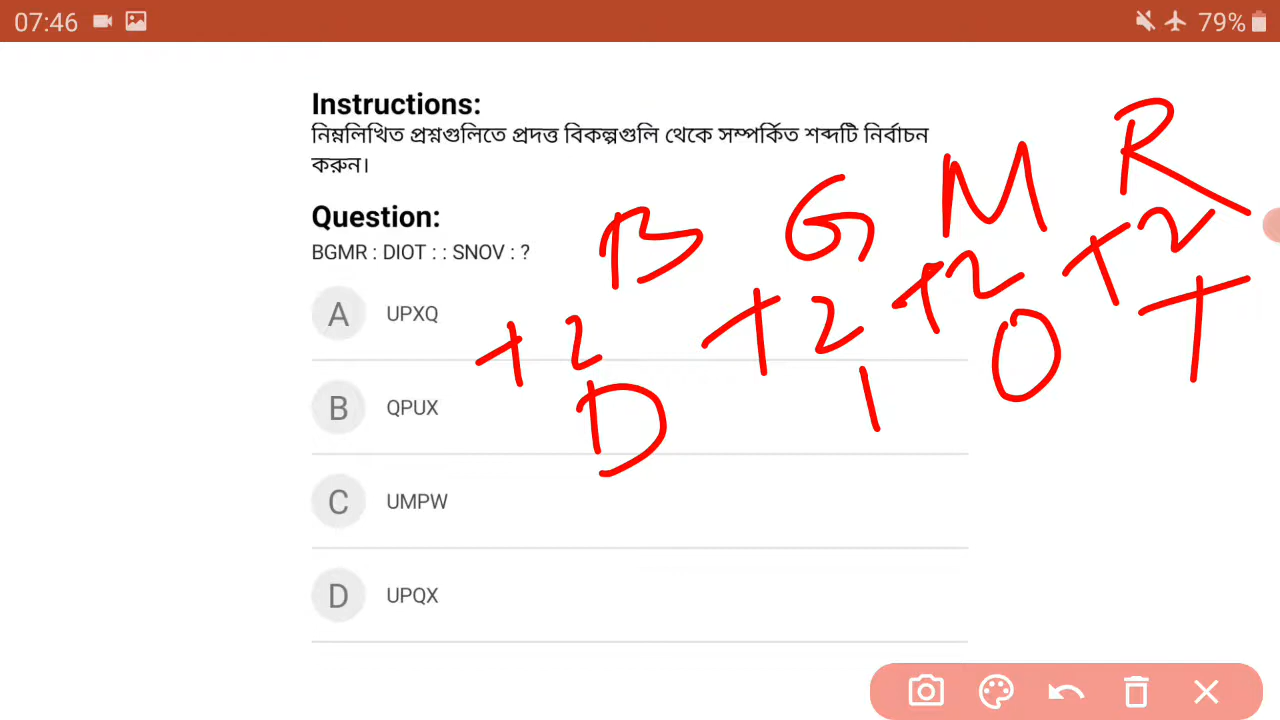 07:46 79%
Instructions:
নিম্নলিখিত প্রশ্নগুলিতে প্রদত্ত বিকল্পগুলি থেকে সম্পর্কিত শব্দটি নির্বাচন
করুন।
Question:
BGMR : DIOT : : SNOV : ?
A UPXQ
B QPUX
C UMPW
D UPQX
B G M R
+2 +2 +2 +2
D I O T